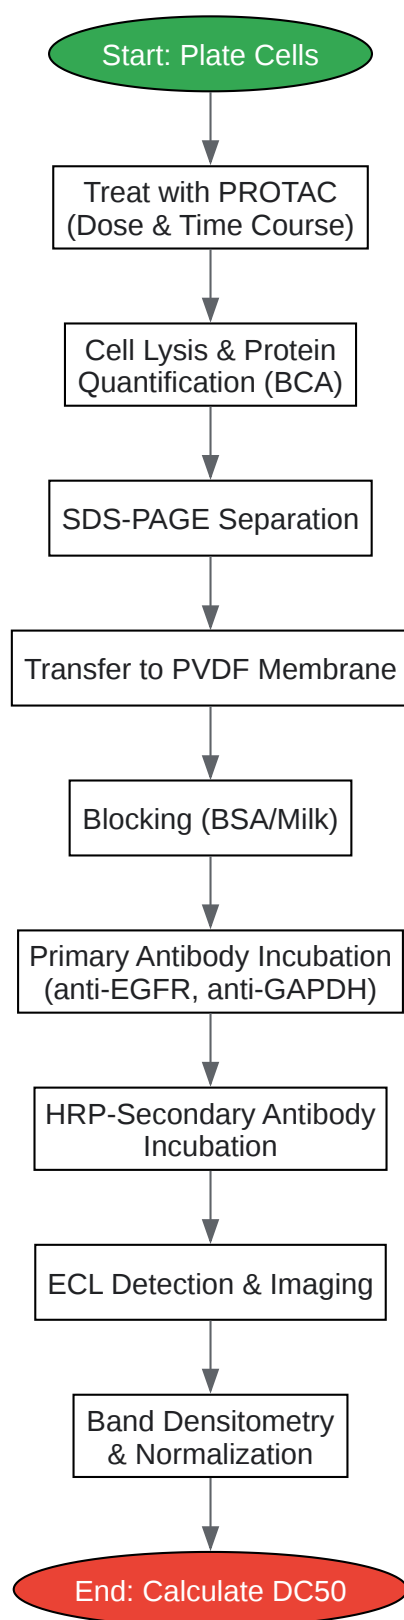 Start: Plate Cells
Treat with PROTAC
(Dose & Time Course)
Cell Lysis & Protein
Quantification (BCA)
SDS-PAGE Separation
Transfer to PVDF Membrane
Blocking (BSA/Milk)
Primary Antibody Incubation
(anti-EGFR, anti-GAPDH)
HRP-Secondary Antibody
Incubation
ECL Detection & Imaging
Band Densitometry
& Normalization
End: Calculate DC50